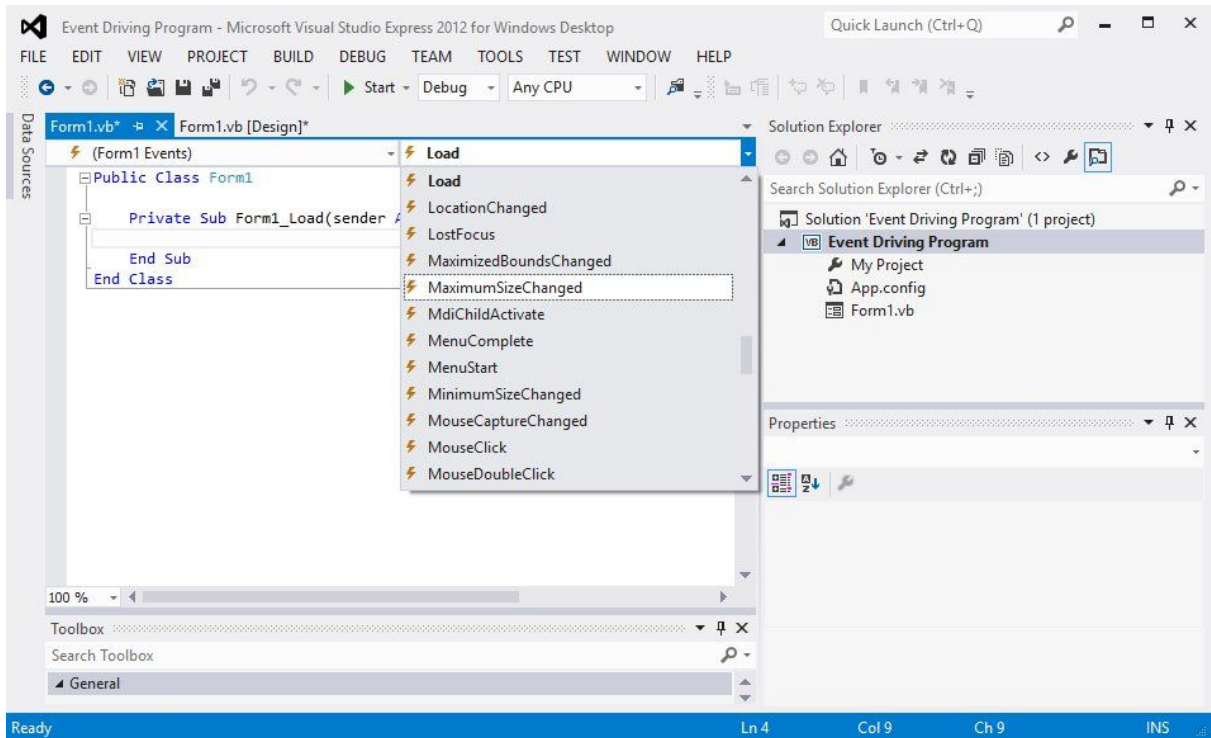 Event Driving Program - Microsoft Visual Studio Express 2012 for Windows Desktop
Quick Launch (Ctrl+Q)
FILE EDIT VIEW PROJECT BUILD DEBUG TEAM TOOLS TEST WINDOW HELP
Start Debug Any CPU
Data Sources
Form1.vb* Form1.vb [Design]*
(Form1 Events) Load
Public Class Form1
Private Sub Form1_Load(sender A
End Sub
End Class
Load
LocationChanged
LostFocus
MaximizedBoundsChanged
MaximumSizeChanged
MdiChildActivate
MenuComplete
MenuStart
MinimumSizeChanged
MouseCaptureChanged
MouseClick
MouseDoubleClick
100 %
Toolbox
Search Toolbox
General
Solution Explorer
Search Solution Explorer (Ctrl+;)
Solution 'Event Driving Program' (1 project)
VB Event Driving Program
My Project
App.config
Form1.vb
Properties
Ready Ln 4 Col 9 Ch 9 INS